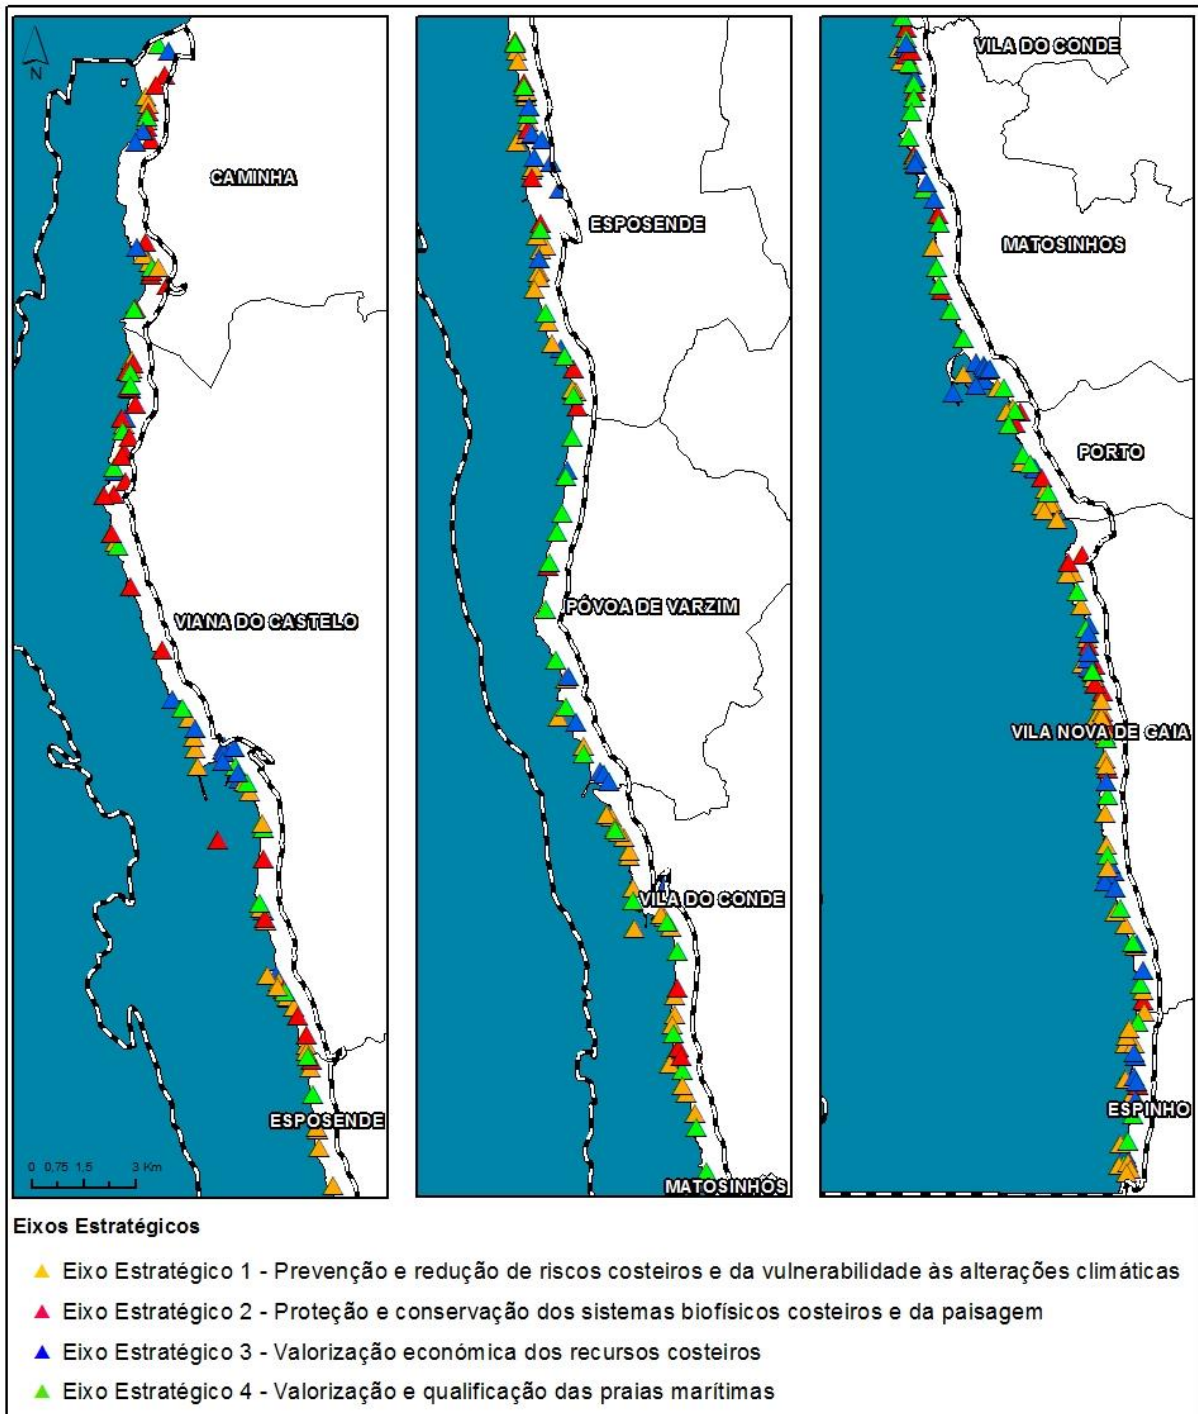 N
CAMINHA
VIANA DO CASTELO
ESPOSENDE
0 0,75 1,5 3 Km
ESPOSENDE
PÓVOA DE VARZIM
VILA DO CONDE
MATOSINHOS
VILA DO CONDE
MATOSINHOS
PORTO
VILA NOVA DE GAIA
ESPINHO
Eixos Estratégicos
Eixo Estratégico 1 - Prevenção e redução de riscos costeiros e da vulnerabilidade às alterações climáticas
Eixo Estratégico 2 - Proteção e conservação dos sistemas biofísicos costeiros e da paisagem
Eixo Estratégico 3 - Valorização económica dos recursos costeiros
Eixo Estratégico 4 - Valorização e qualificação das praias marítimas